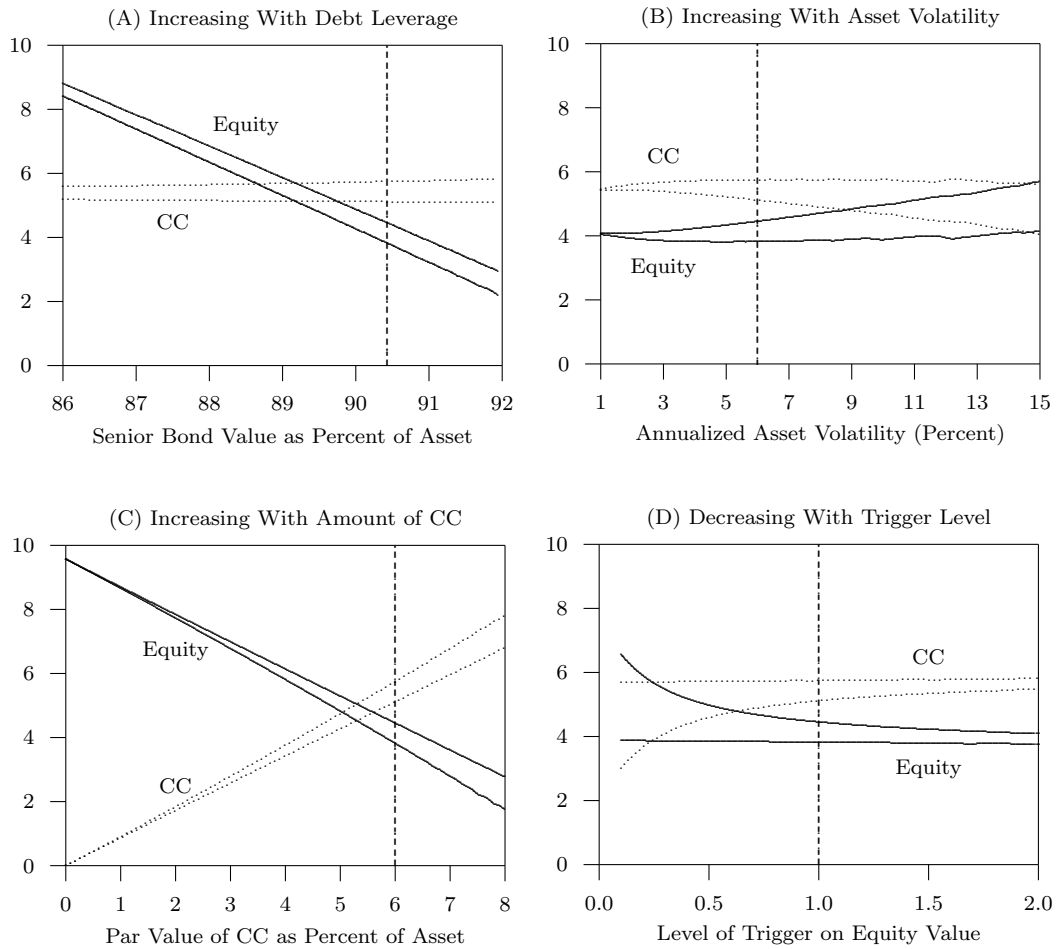 (A) Increasing With Debt Leverage
10
8
6
4
2
0
Equity
CC
86 87 88 89 90 91 92
Senior Bond Value as Percent of Asset
(B) Increasing With Asset Volatility
10
8
6
4
2
0
CC
Equity
1 3 5 7 9 11 13 15
Annualized Asset Volatility (Percent)
(C) Increasing With Amount of CC
10
8
6
4
2
0
Equity
CC
0 1 2 3 4 5 6 7 8
Par Value of CC as Percent of Asset
(D) Decreasing With Trigger Level
10
8
6
4
2
0
CC
Equity
0.0 0.5 1.0 1.5 2.0
Level of Trigger on Equity Value